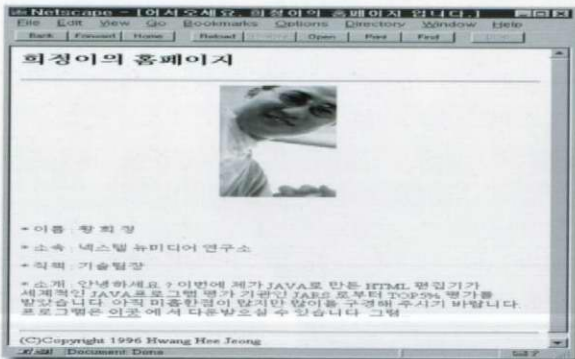 Netscape - [어서오세요. 희정이의 홈페이지 입니다.]
File Edit View Go Bookmarks Options Directory Window Help
Back Forward Home Reload Open Print Find
희정이의 홈페이지
* 이름 : 황 희 정
* 소속 : 넥스텔 뉴미디어 연구소
* 직책 : 기술팀장
* 소개 : 안녕하세요 ? 이번에 제가 JAVA로 만든 HTML 편집기가
세계적인 JAVA프로그램 평가 기관인 JARS 로부터 TOP5% 평가를
받았습니다. 아직 미흡한점이 많지만 많이들 구경해 주시기 바랍니다.
프로그램은 이곳 에서 다운받으실 수 있습니다. 그럼
(C)Copyright 1996 Hwang Hee Jeong
Document: Done